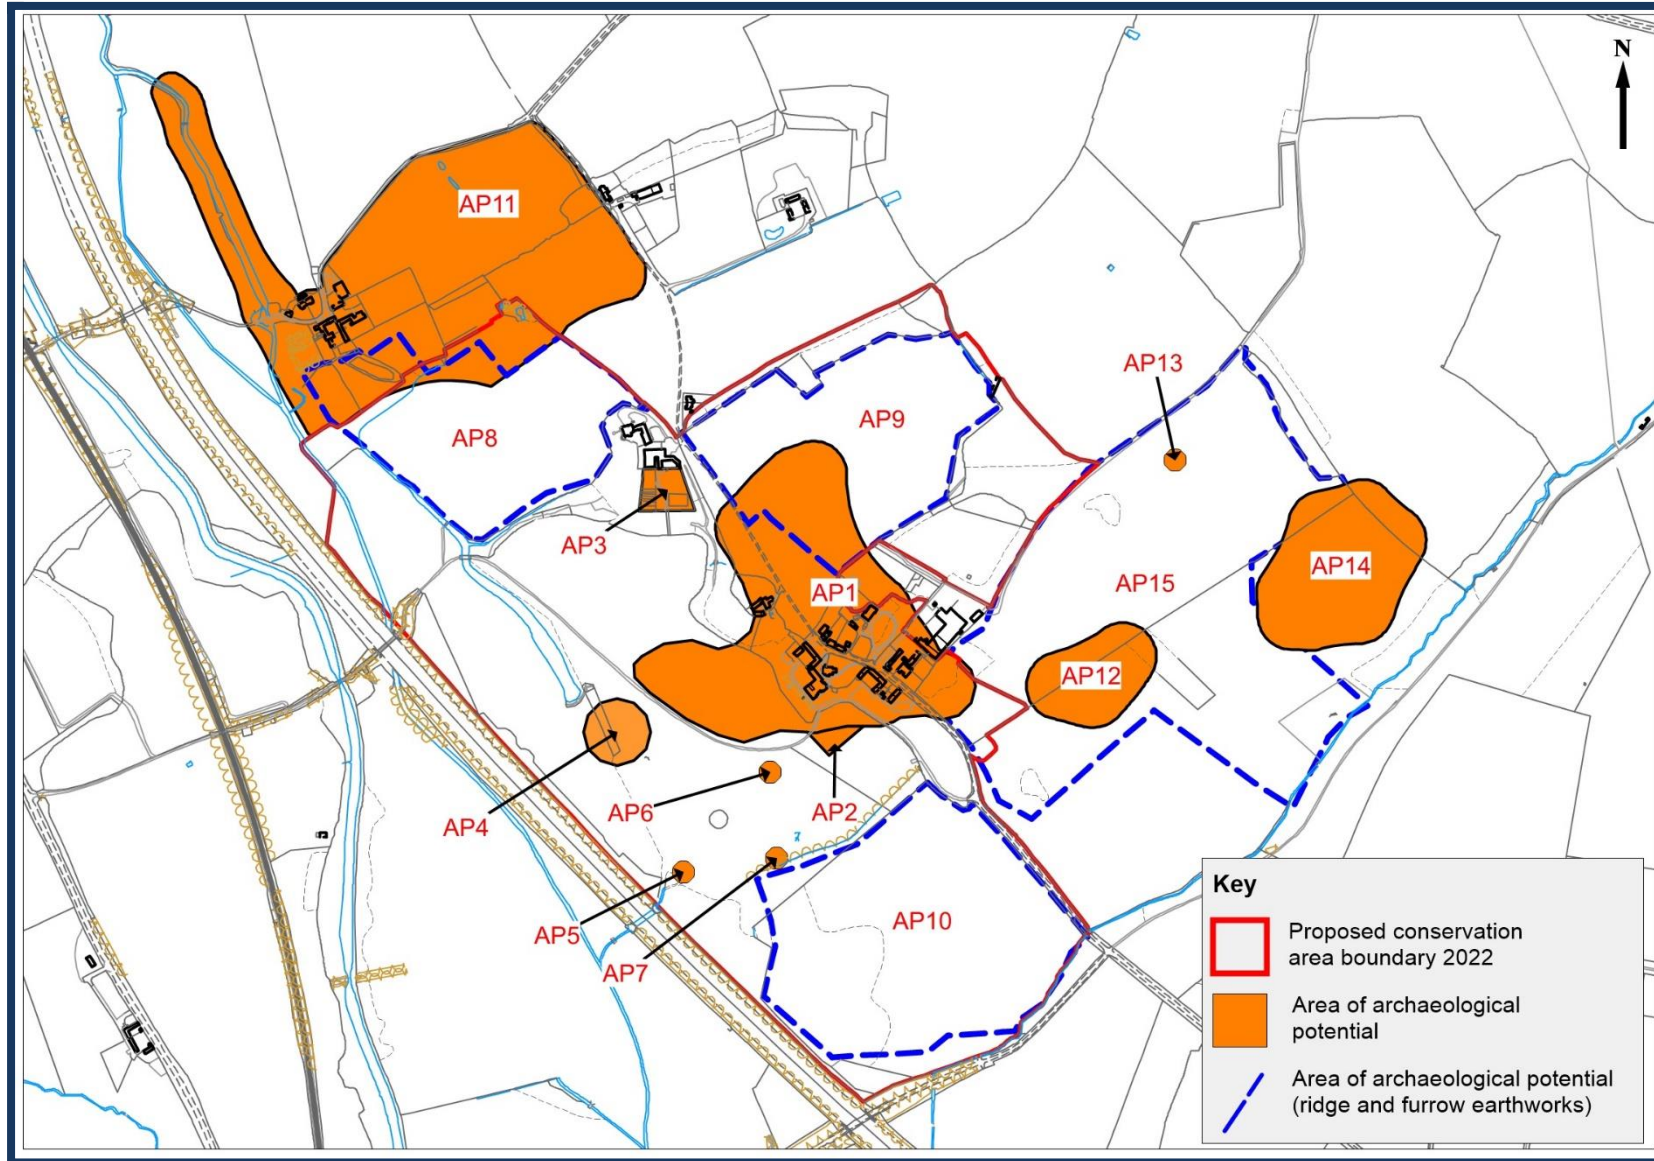 N
AP11
AP13
AP8
AP9
AP3
AP1
AP15
AP14
AP12
AP4
AP6
AP2
AP5
AP7
AP10
Key
Proposed conservation
area boundary 2022
Area of archaeological
potential
Area of archaeological potential
(ridge and furrow earthworks)